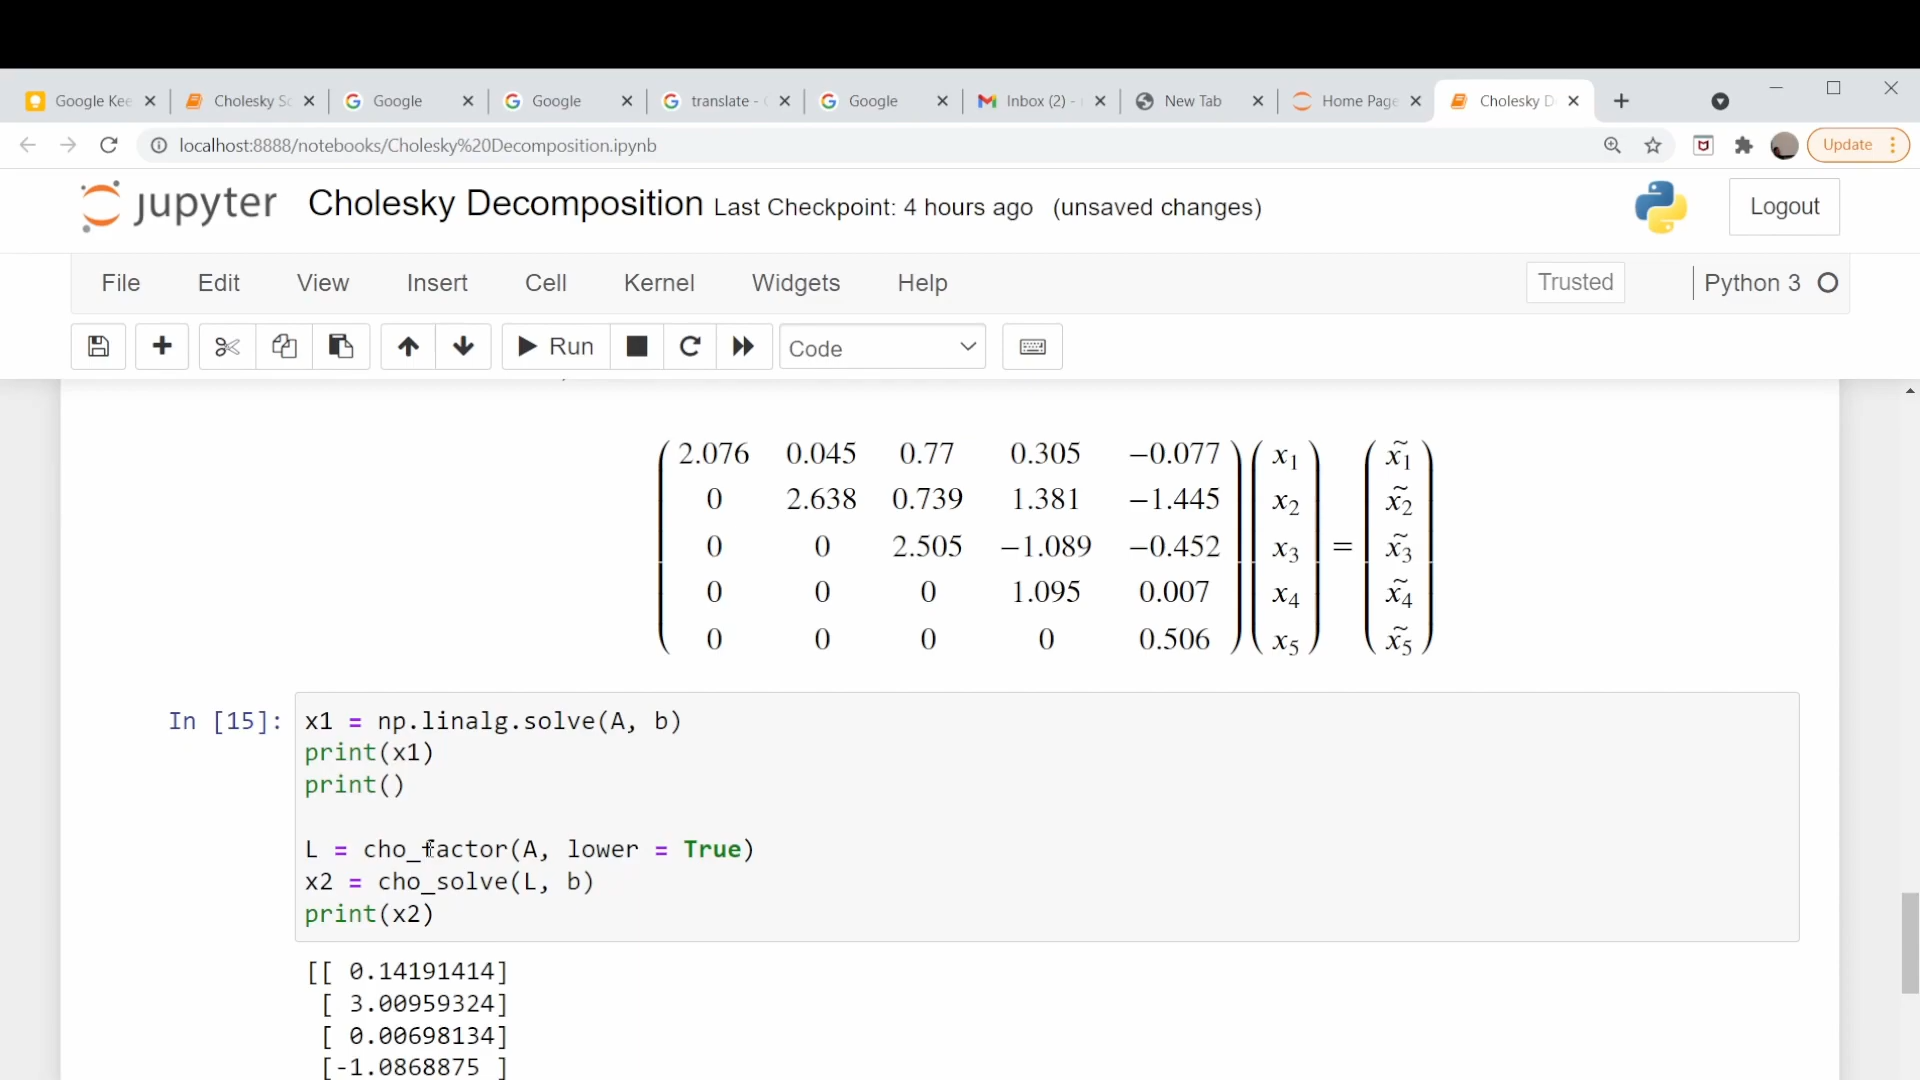 Google Kee
Cholesky Sc
Google
Google
translate -
Google
Inbox (2) -
New Tab
Home Page
Cholesky D
localhost:8888/notebooks/Cholesky%20Decomposition.ipynb
Update
jupyter Cholesky Decomposition Last Checkpoint: 4 hours ago (unsaved changes)
Logout
File Edit View Insert Cell Kernel Widgets Help
Trusted
Python 3
Run
Code
2.076 0.045 0.77 0.305 −0.077 x1 = x̃1
0 2.638 0.739 1.381 −1.445 x2 x̃2
0 0 2.505 −1.089 −0.452 x3 x̃3
0 0 0 1.095 0.007 x4 x̃4
0 0 0 0 0.506 x5 x̃5
In [15]: x1 = np.linalg.solve(A, b)
print(x1)
print()
L = cho_factor(A, lower = True)
x2 = cho_solve(L, b)
print(x2)
[[ 0.14191414]
[ 3.00959324]
[ 0.00698134]
[-1.0868875 ]